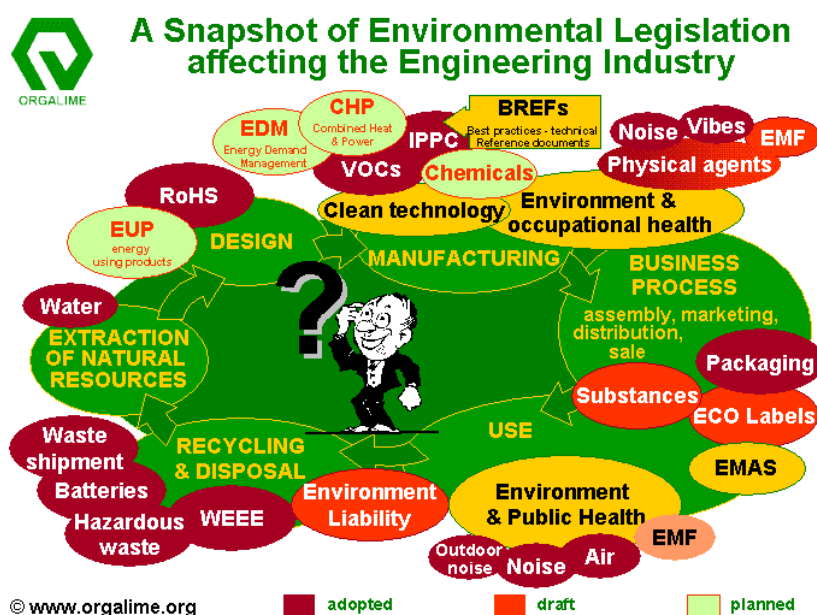 A Snapshot of Environmental Legislation
affecting the Engineering Industry
ORGALIME
CHP
Combined Heat
& Power
EDM
Energy Demand
Management
IPPC
VOCs
BREFs
Best practices - technical
Reference documents
Chemicals
Noise
Vibes
EMF
Physical agents
RoHS
EUP
energy
using products
Clean technology
Environment &
occupational health
DESIGN
MANUFACTURING
BUSINESS
PROCESS
assembly, marketing,
distribution,
sale
Water
EXTRACTION
OF NATURAL
RESOURCES
?
Packaging
Substances
ECO Labels
EMAS
USE
RECYCLING
& DISPOSAL
Waste
shipment
Batteries
Hazardous
waste
WEEE
Environment
Liability
Environment
& Public Health
EMF
Outdoor
noise
Noise
Air
© www.orgalime.org
adopted
draft
planned